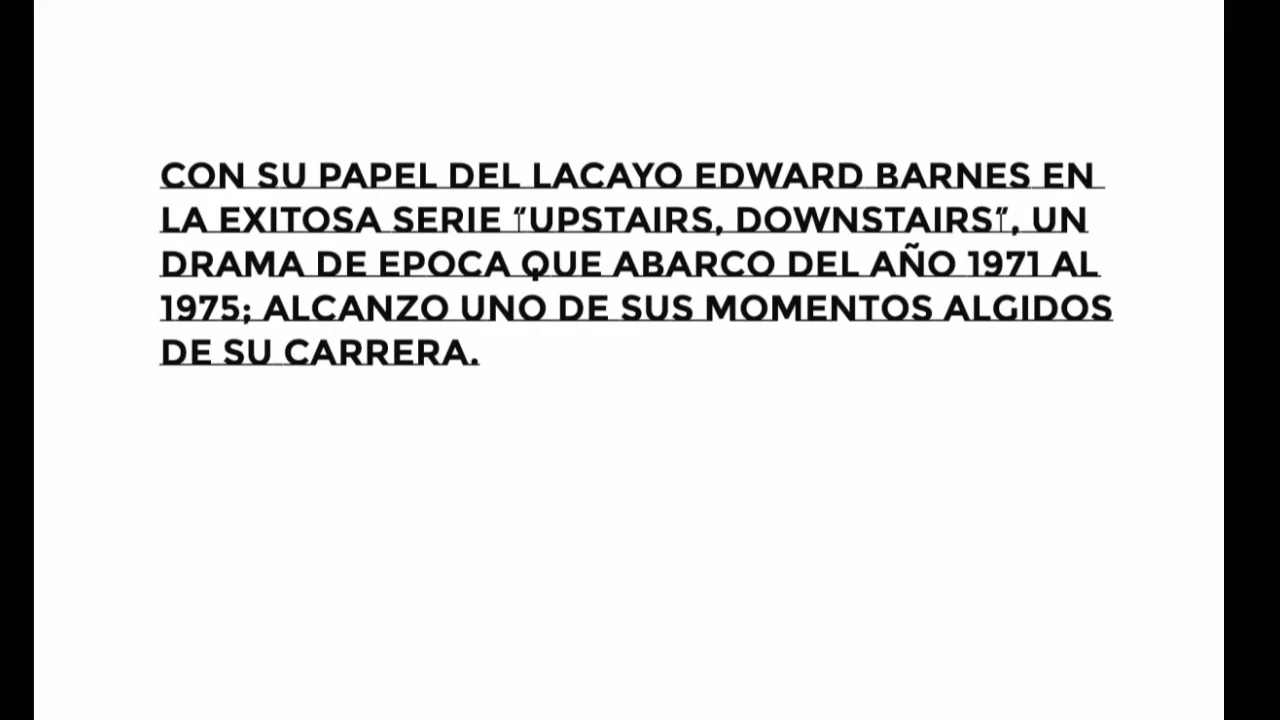 CON SU PAPEL DEL LACAYO EDWARD BARNES EN
LA EXITOSA SERIE "UPSTAIRS, DOWNSTAIRS", UN
DRAMA DE EPOCA QUE ABARCO DEL AÑO 1971 AL
1975; ALCANZO UNO DE SUS MOMENTOS ALGIDOS
DE SU CARRERA.